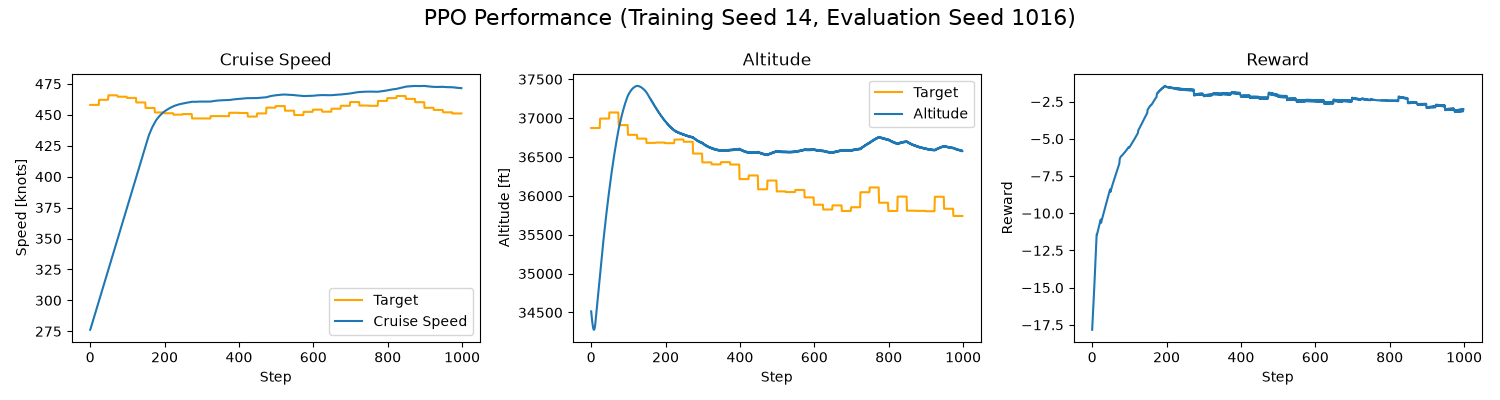 PPO Performance (Training Seed 14, Evaluation Seed 1016)
Cruise Speed
475
450
425
400
375
350
325
300
275
Speed [knots]
0 200 400 600 800 1000
Step
Target
Cruise Speed
Altitude
37500
37000
36500
36000
35500
35000
34500
Altitude [ft]
0 200 400 600 800 1000
Step
Target
Altitude
Reward
−2.5
−5.0
−7.5
−10.0
−12.5
−15.0
−17.5
Reward
0 200 400 600 800 1000
Step